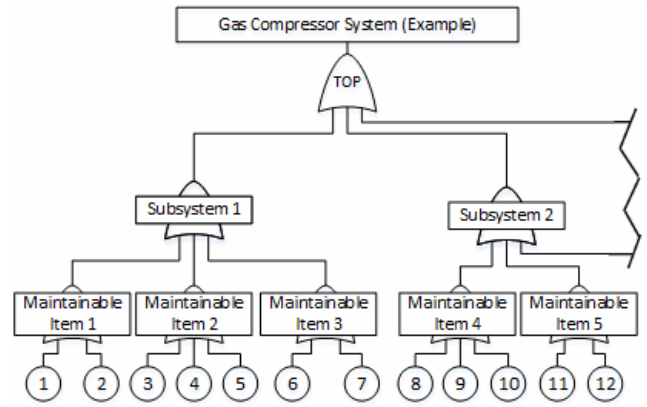 Gas Compressor System (Example)
TOP
Subsystem 1
Subsystem 2
Maintainable
Item 1
Maintainable
Item 2
Maintainable
Item 3
Maintainable
Item 4
Maintainable
Item 5
1 2 3 4 5 6 7 8 9 10 11 12